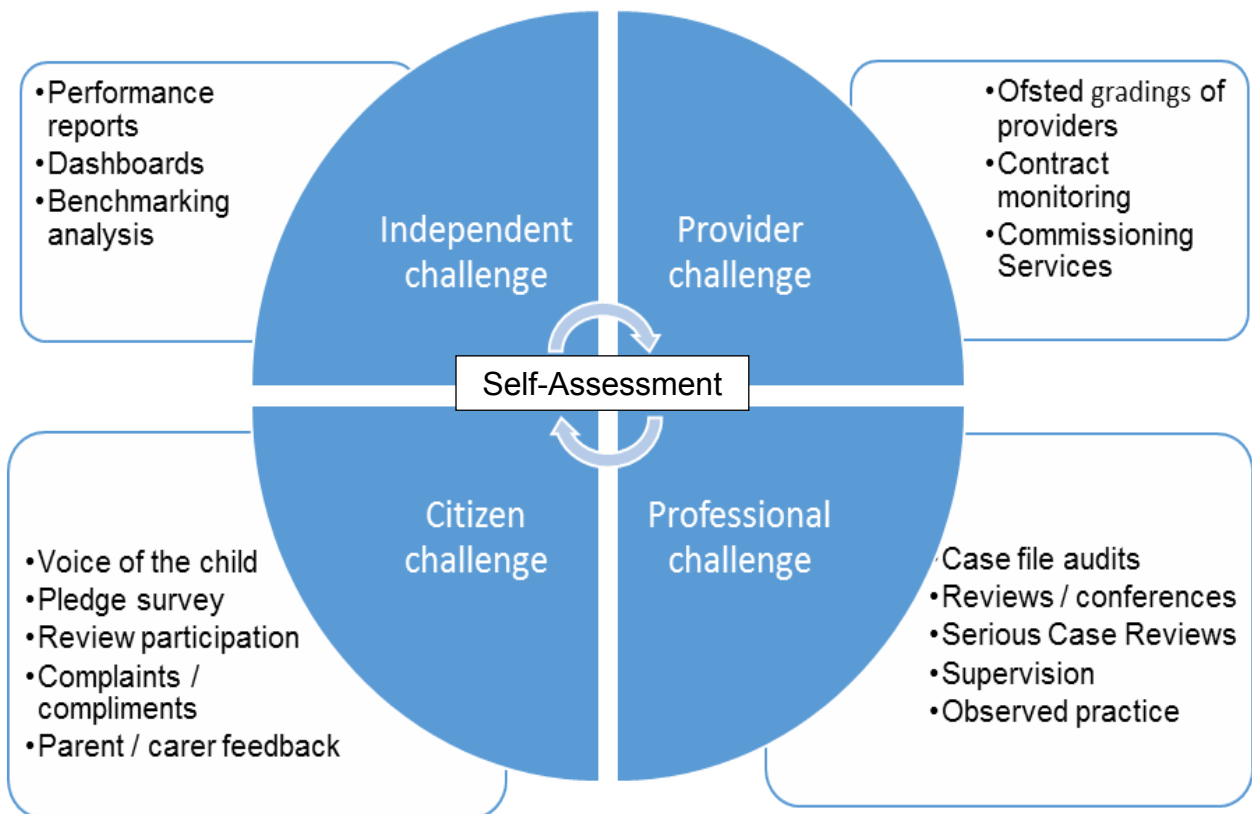 •Performance
reports
•Dashboards
•Benchmarking
analysis
Independent
challenge
Provider
challenge
•Ofsted gradings of
providers
•Contract
monitoring
•Commissioning
Services
Self-Assessment
•Voice of the child
•Pledge survey
•Review participation
•Complaints /
compliments
•Parent / carer feedback
Citizen
challenge
Professional
challenge
•Case file audits
•Reviews / conferences
•Serious Case Reviews
•Supervision
•Observed practice